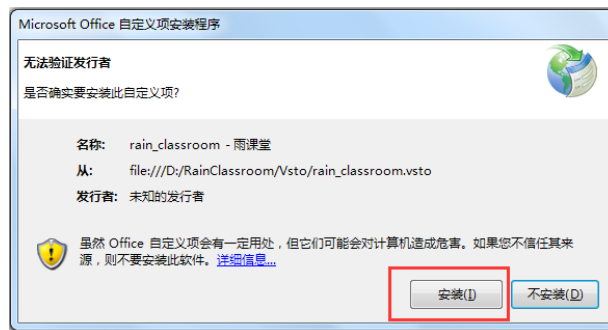 Microsoft Office 自定义项安装程序
无法验证发行者
是否确实要安装此自定义项?
名称: rain_classroom - 雨课堂
从: file:///D:/RainClassroom/Vsto/rain_classroom.vsto
发行者: 未知的发行者
虽然 Office 自定义项会有一定用处，但它们可能会对计算机造成危害。如果您不信任其来
源，则不要安装此软件。详细信息...
安装(I) 不安装(D)